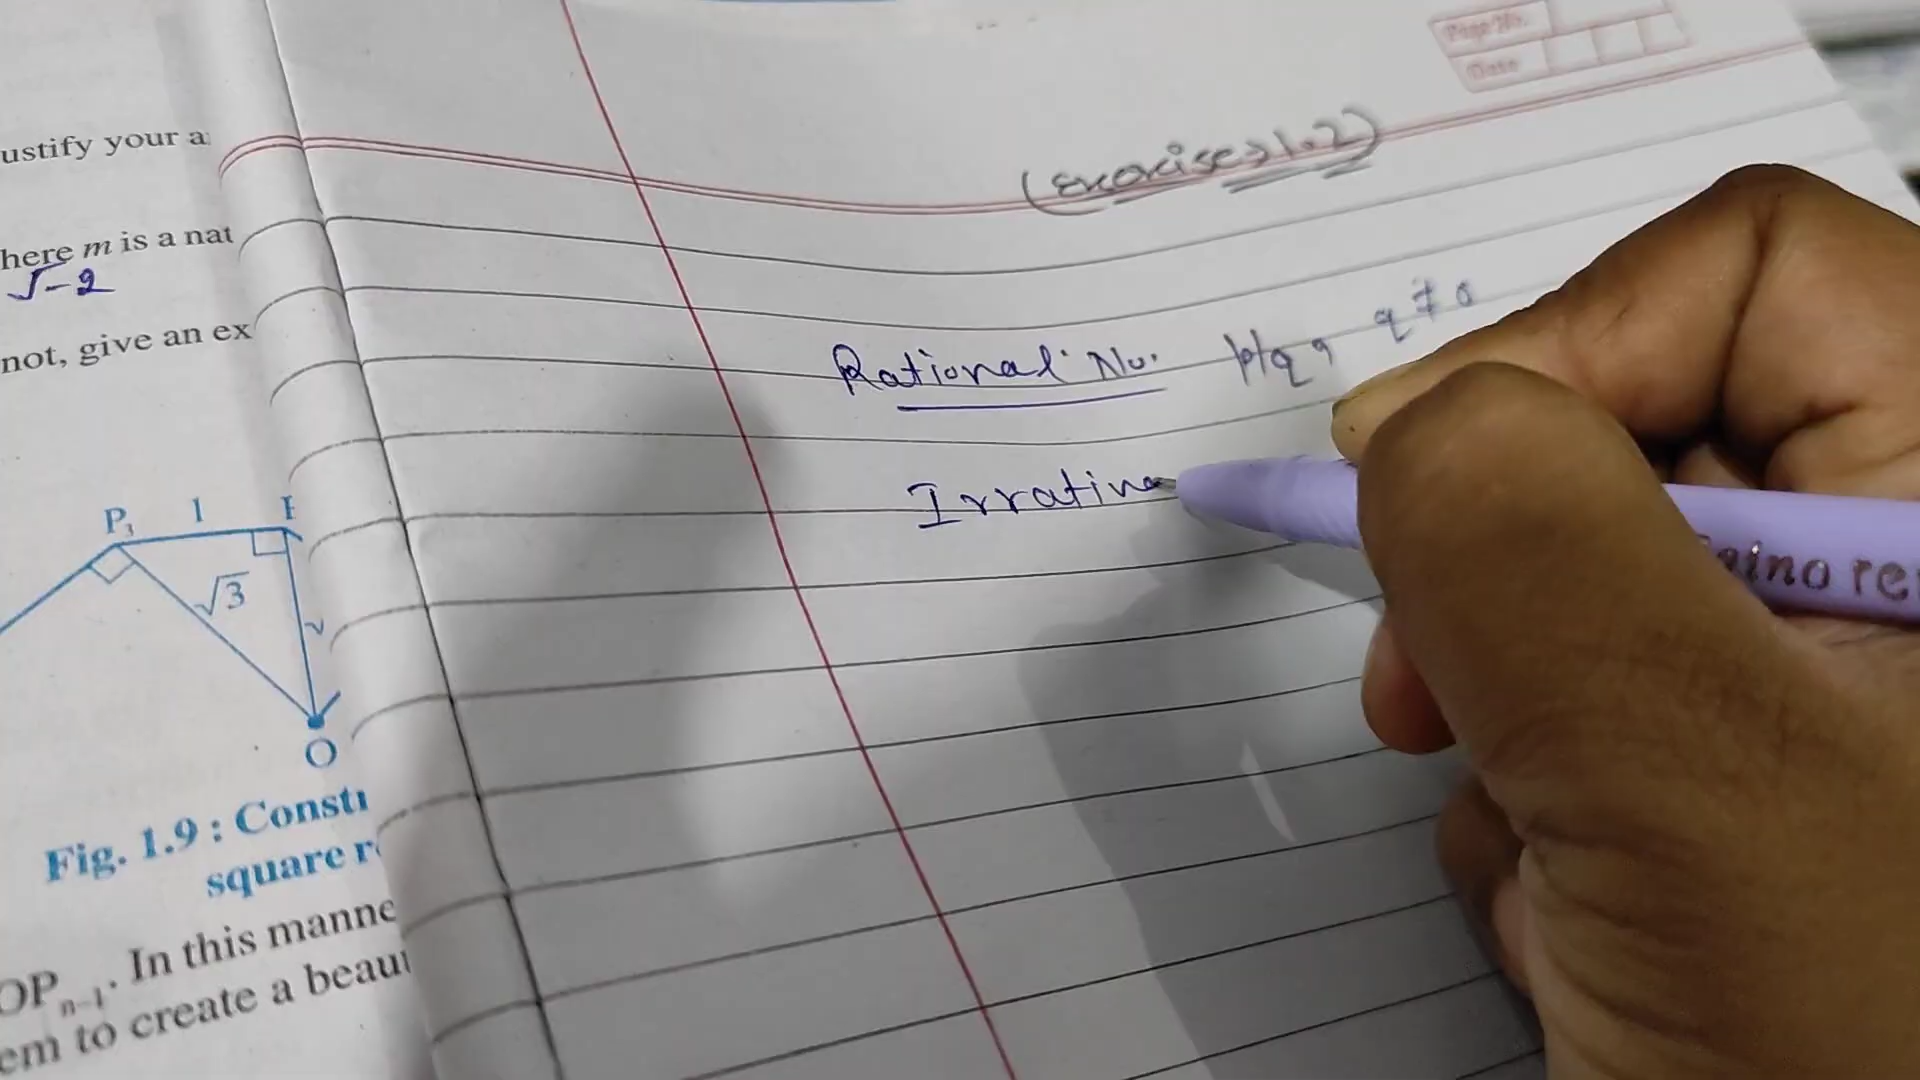 ustify your a
here m is a nat
√-2
not, give an ex
P3 1
√3
O
Fig. 1.9 : Const
square r
OPn-1. In this manne
em to create a beau
Page No.
Date
(exercise → 1.2)
Rational No. p/q, q ≠ 0
Irrationa